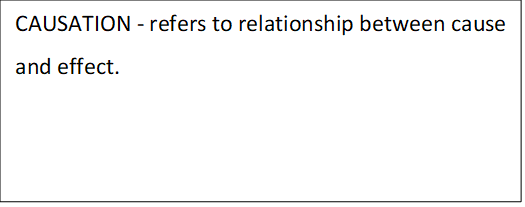 CAUSATION - refers to relationship between cause
and effect.